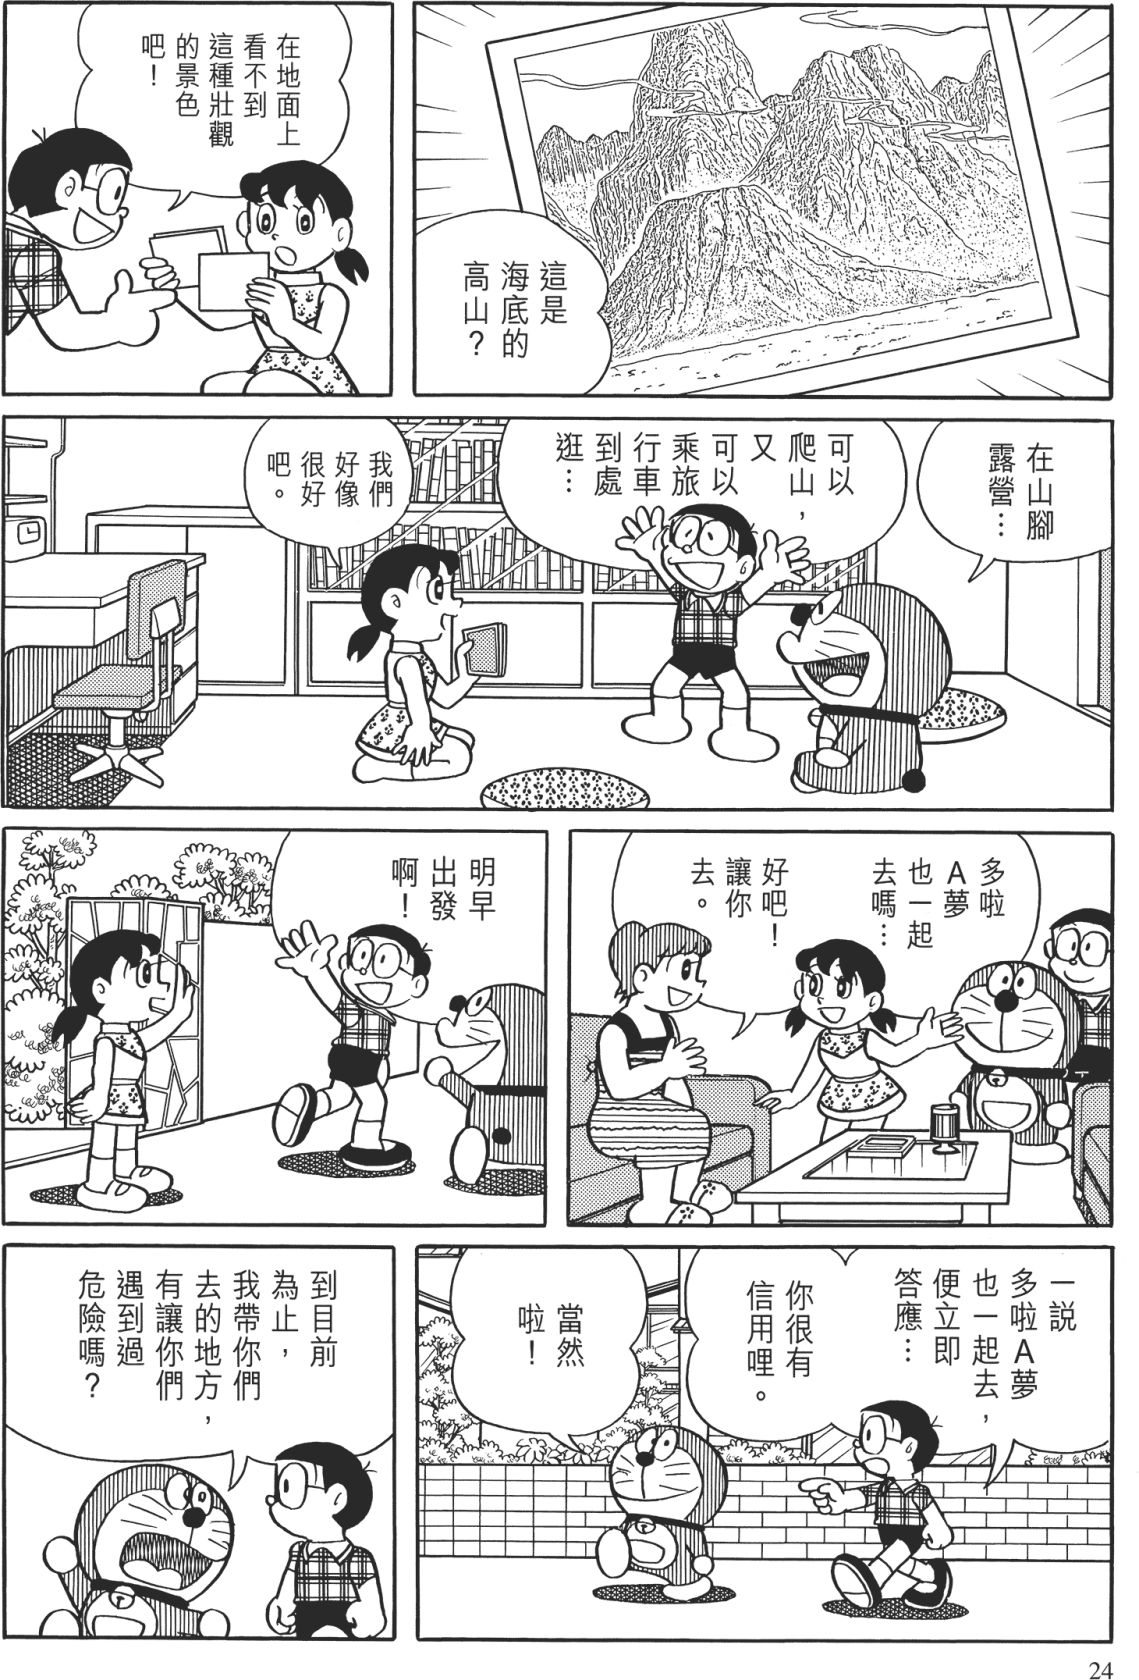 這是
海底的
高山？
在地面上
看不到
這種壯觀
的景色
吧！
在山腳
露營…
可以
爬山，
又
可以
乘旅
行車
到處
逛…
我們
好像
很好
吧。
多啦
A夢
也一起
去嗎…
好吧！
讓你
去。
明早
出發
啊！
一説
多啦A夢
也一起去，
便立即
答應…
你很有
信用哩。
當然
啦！
到目前
為止，
我帶你們
去的地方，
有讓你們
遇到過
危險嗎？
24